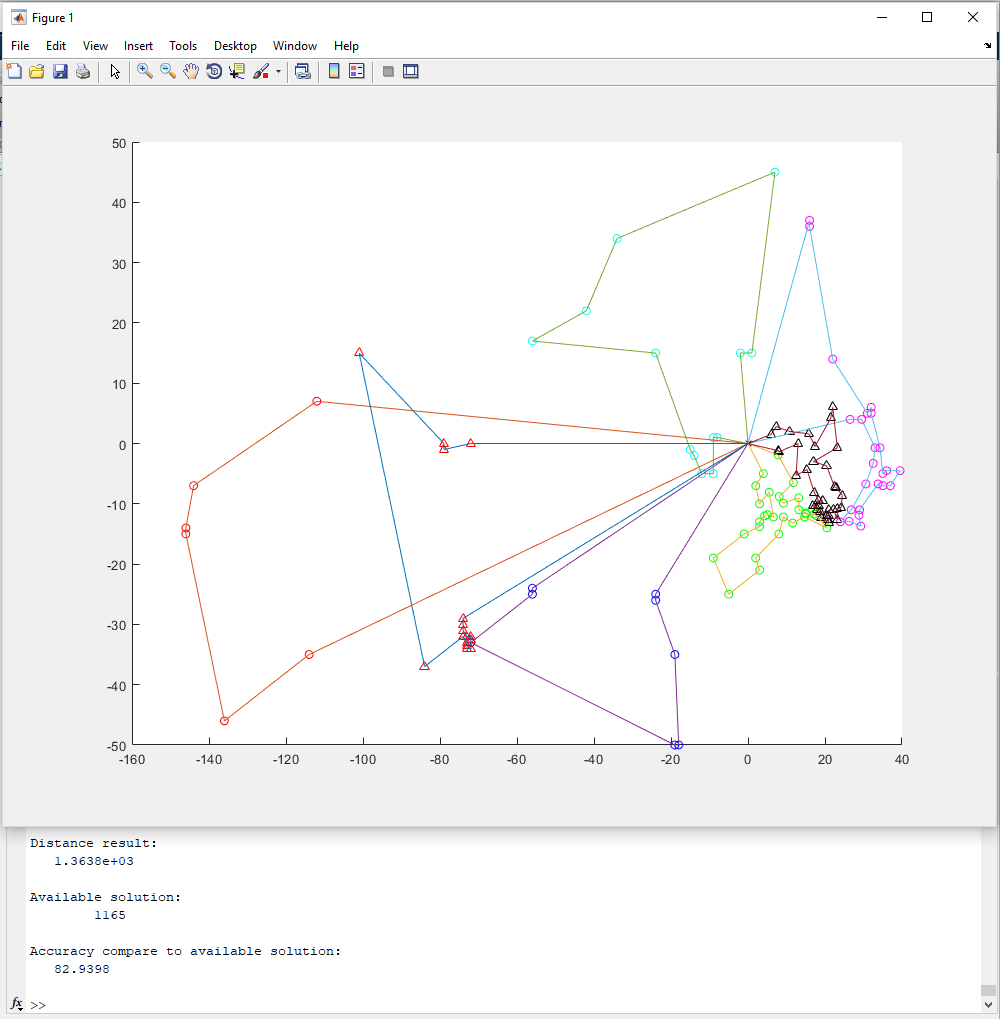 Figure 1
File Edit View Insert Tools Desktop Window Help
50
40
30
20
10
0
-10
-20
-30
-40
-50
-160 -140 -120 -100 -80 -60 -40 -20 0 20 40
Distance result:
1.3638e+03
Available solution:
1165
Accuracy compare to available solution:
82.9398
fx >>